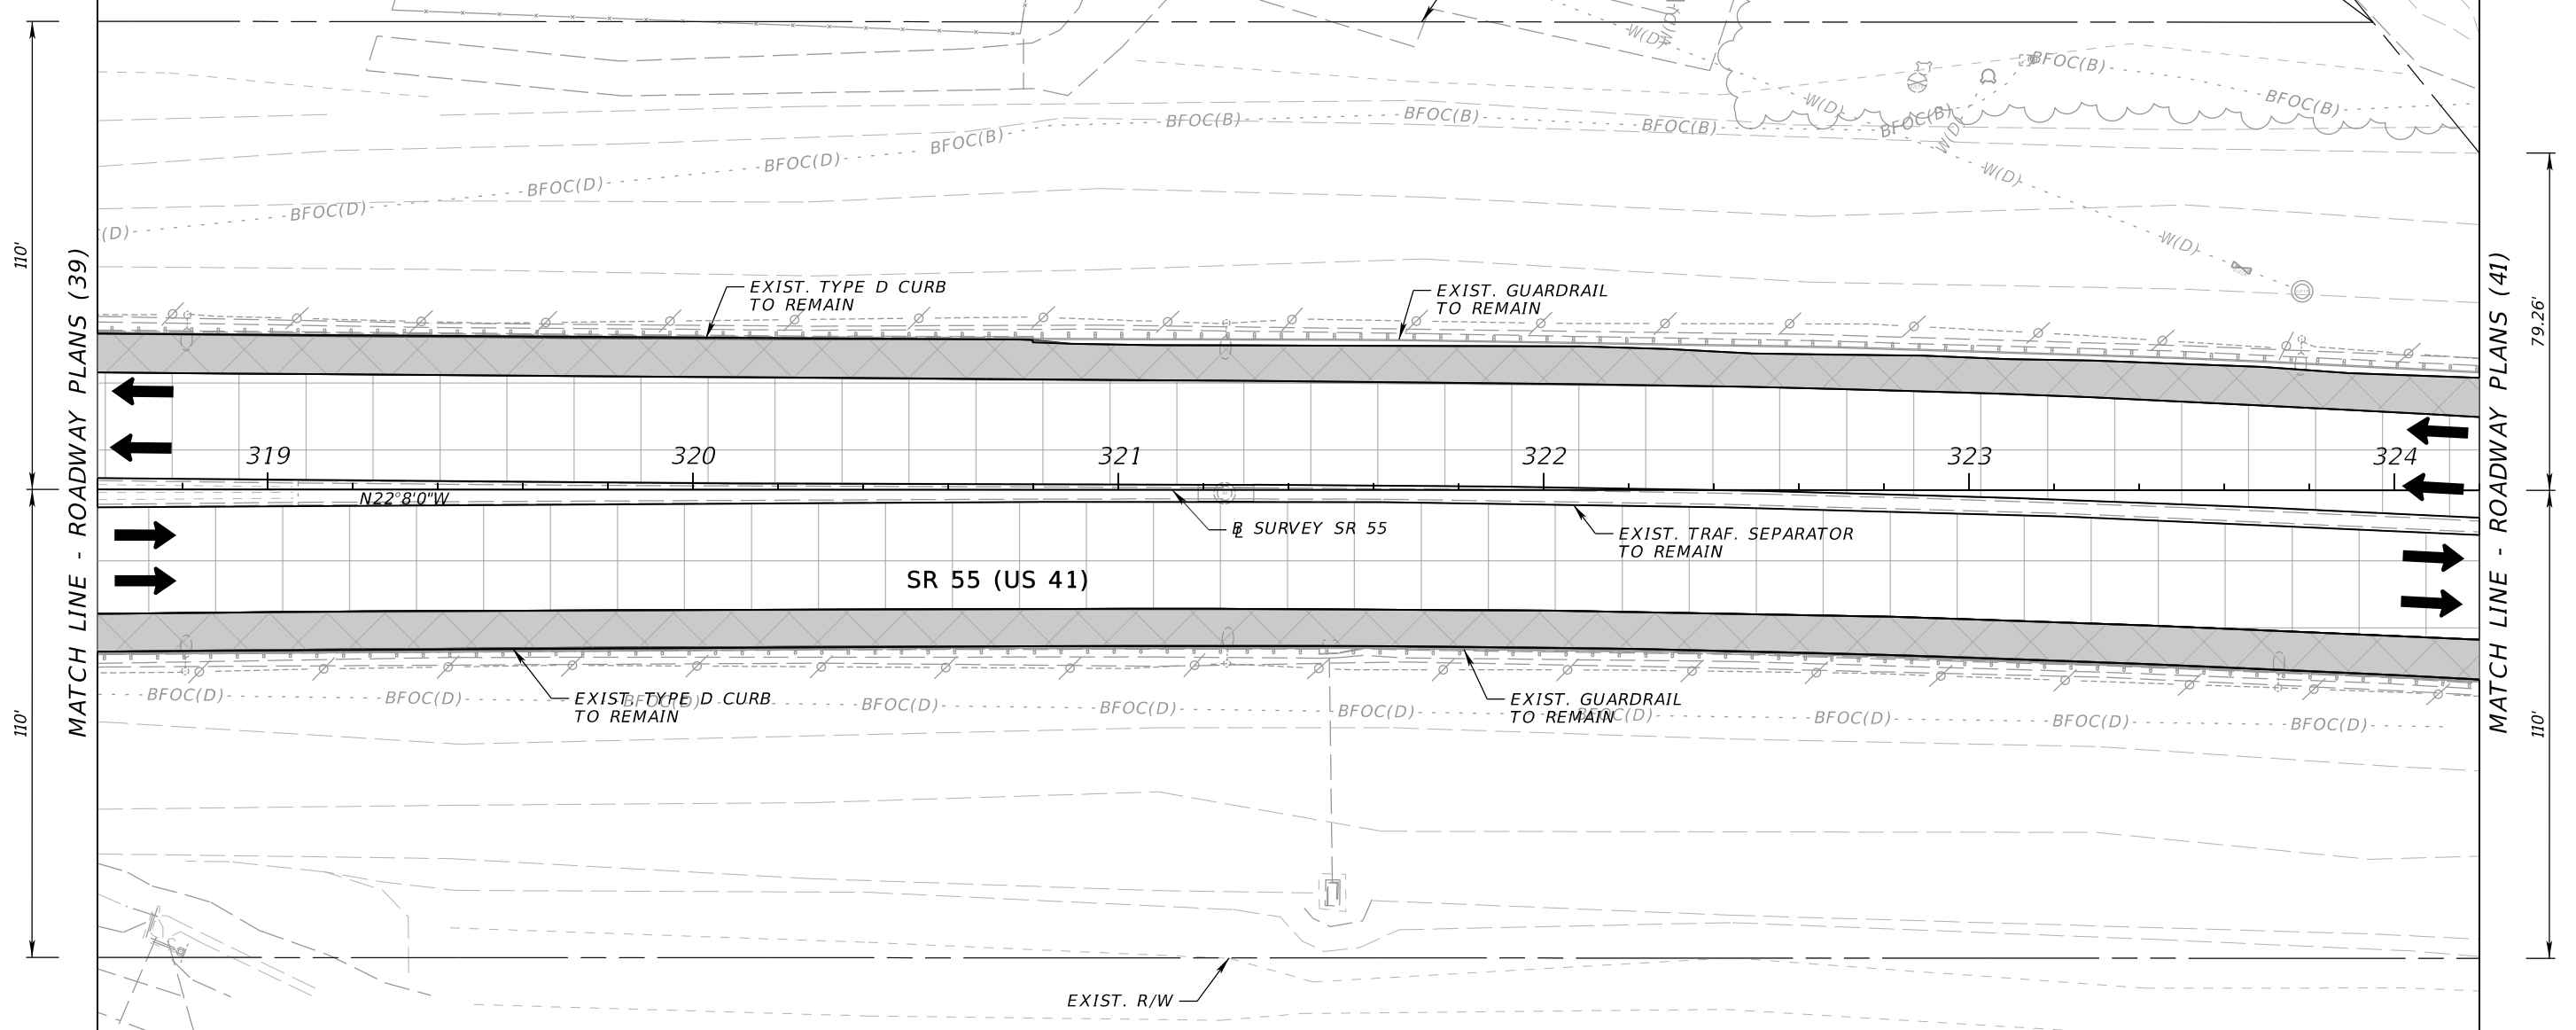 W(D)
W(D)
BFOC(B)
W(D)
BFOC(B)
BFOC(B)
BFOC(B)
BFOC(B)
BFOC(B)
BFOC(B)
W(D)
BFOC(D)
BFOC(D)
W(D)
BFOC(D)
(D)
W(D)
110'
MATCH LINE - ROADWAY PLANS (39)
EXIST. TYPE D CURB
TO REMAIN
EXIST. GUARDRAIL
TO REMAIN
79.26'
MATCH LINE - ROADWAY PLANS (41)
319
320
321
322
323
324
N22°8'0"W
BL SURVEY SR 55
EXIST. TRAF. SEPARATOR
TO REMAIN
SR 55 (US 41)
110'
110'
BFOC(D)
BFOC(D)
BFOC(D)
BFOC(D)
BFOC(D)
BFOC(D)
BFOC(D)
BFOC(D)
BFOC(D)
BFOC(D)
EXIST. TYPE D CURB
TO REMAIN
EXIST. GUARDRAIL
TO REMAIN
EXIST. R/W